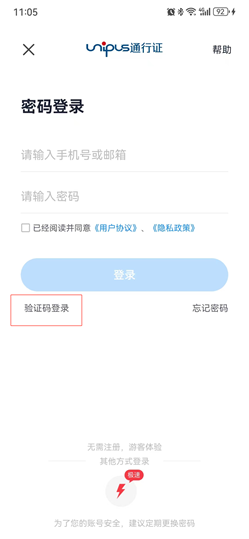 11:05
92
unipus通行证
帮助
密码登录
请输入手机号或邮箱
请输入密码
已经阅读并同意《用户协议》、《隐私政策》
登录
验证码登录
忘记密码
无需注册，游客体验
其他方式登录
极速
为了您的账号安全，建议定期更换密码